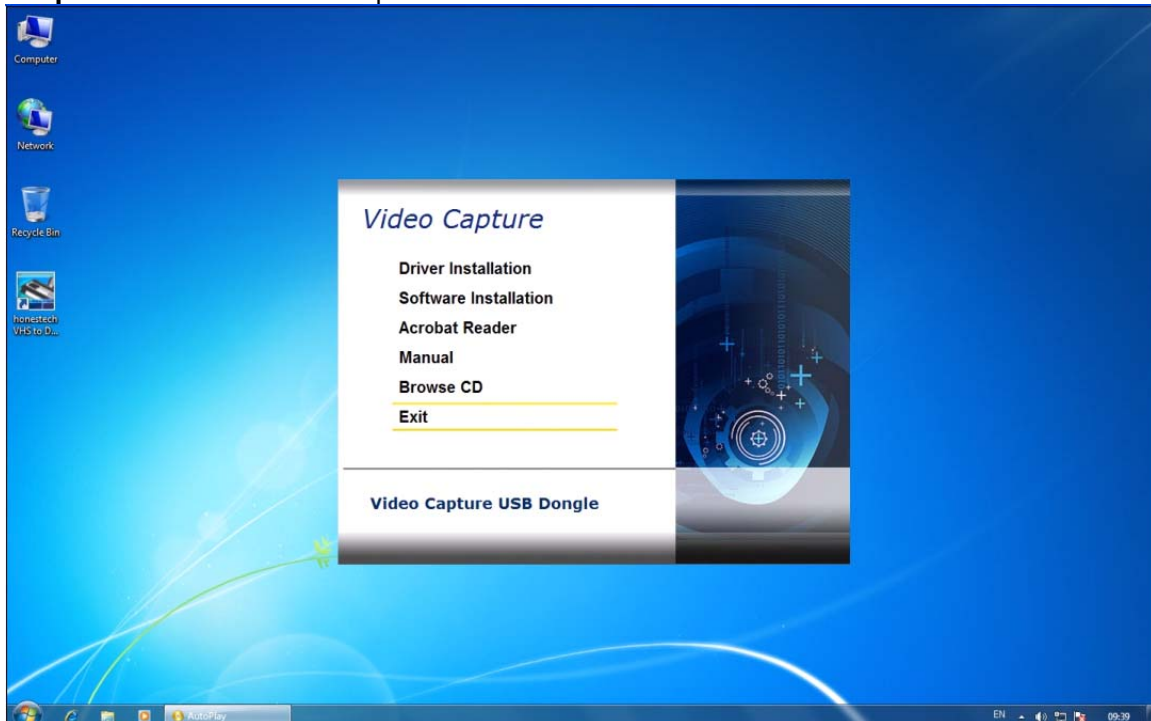 Computer
Network
Recycle Bin
honestech
VHS to D...
Video Capture
Driver Installation
Software Installation
Acrobat Reader
Manual
Browse CD
Exit
Video Capture USB Dongle
AutoPlay
EN
09:39